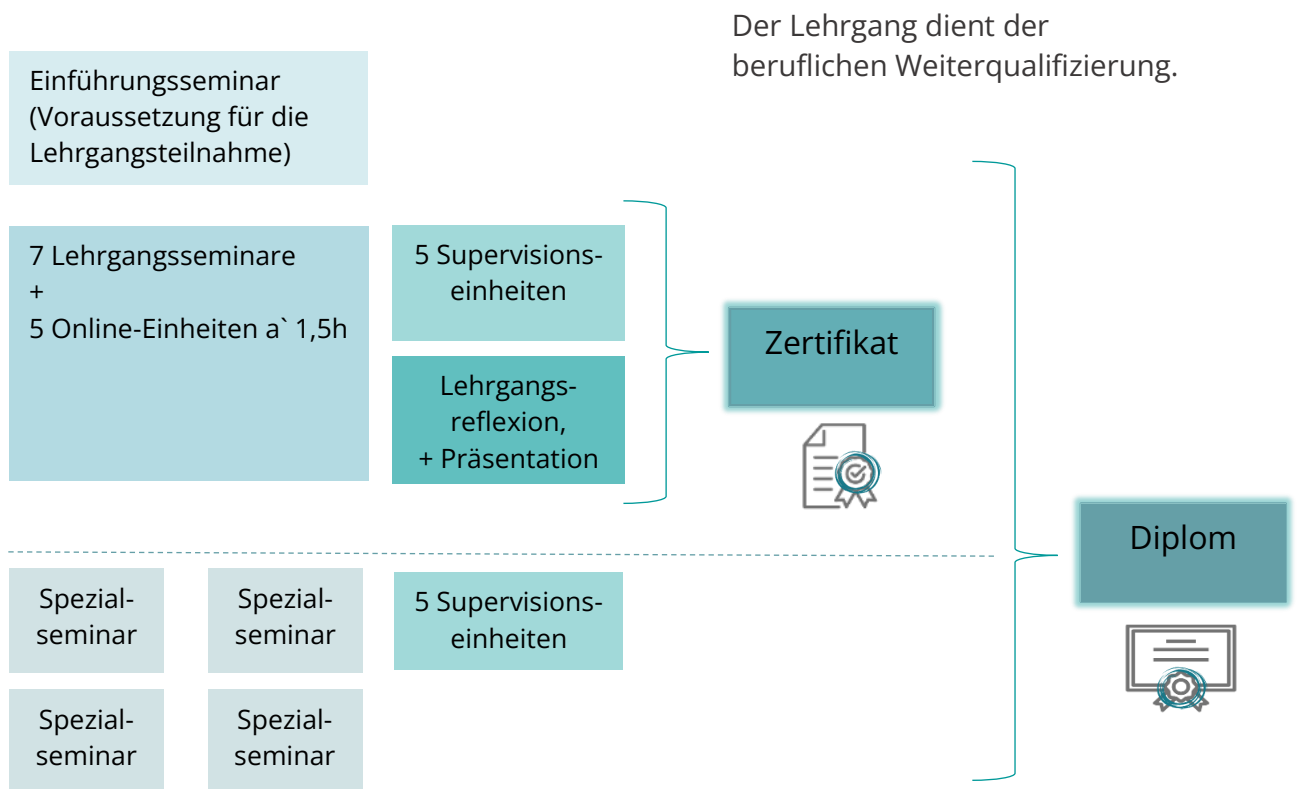 Der Lehrgang dient der
beruflichen Weiterqualifizierung.
Einführungsseminar
(Voraussetzung für die
Lehrgangsteilnahme)
7 Lehrgangsseminare
+
5 Online-Einheiten a` 1,5h
5 Supervisions-
einheiten
Lehrgangs-
reflexion,
+ Präsentation
Zertifikat
Diplom
Spezial-
seminar
Spezial-
seminar
5 Supervisions-
einheiten
Spezial-
seminar
Spezial-
seminar